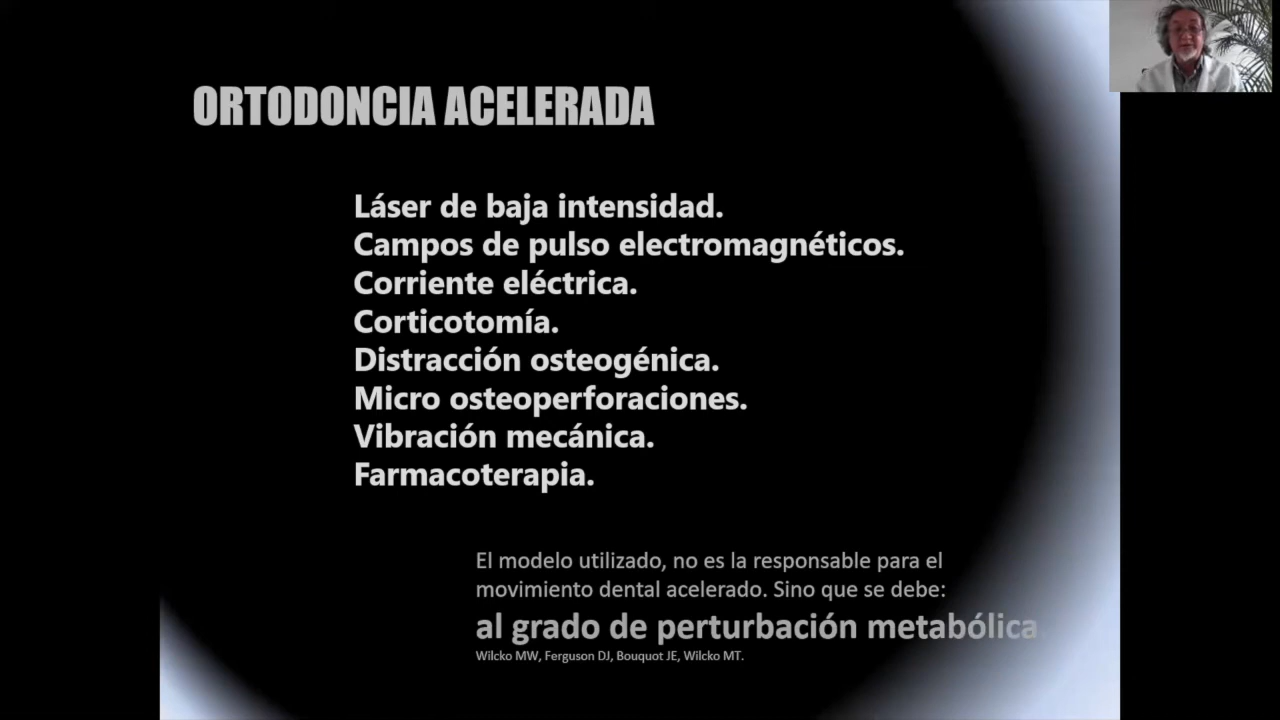 ORTODONCIA ACELERADA
Láser de baja intensidad.
Campos de pulso electromagnéticos.
Corriente eléctrica.
Corticotomía.
Distracción osteogénica.
Micro osteoperforaciones.
Vibración mecánica.
Farmacoterapia.
El modelo utilizado, no es la responsable para el
movimiento dental acelerado. Sino que se debe:
al grado de perturbación metabólica.
Wilcko MW, Ferguson DJ, Bouquot JE, Wilcko MT.